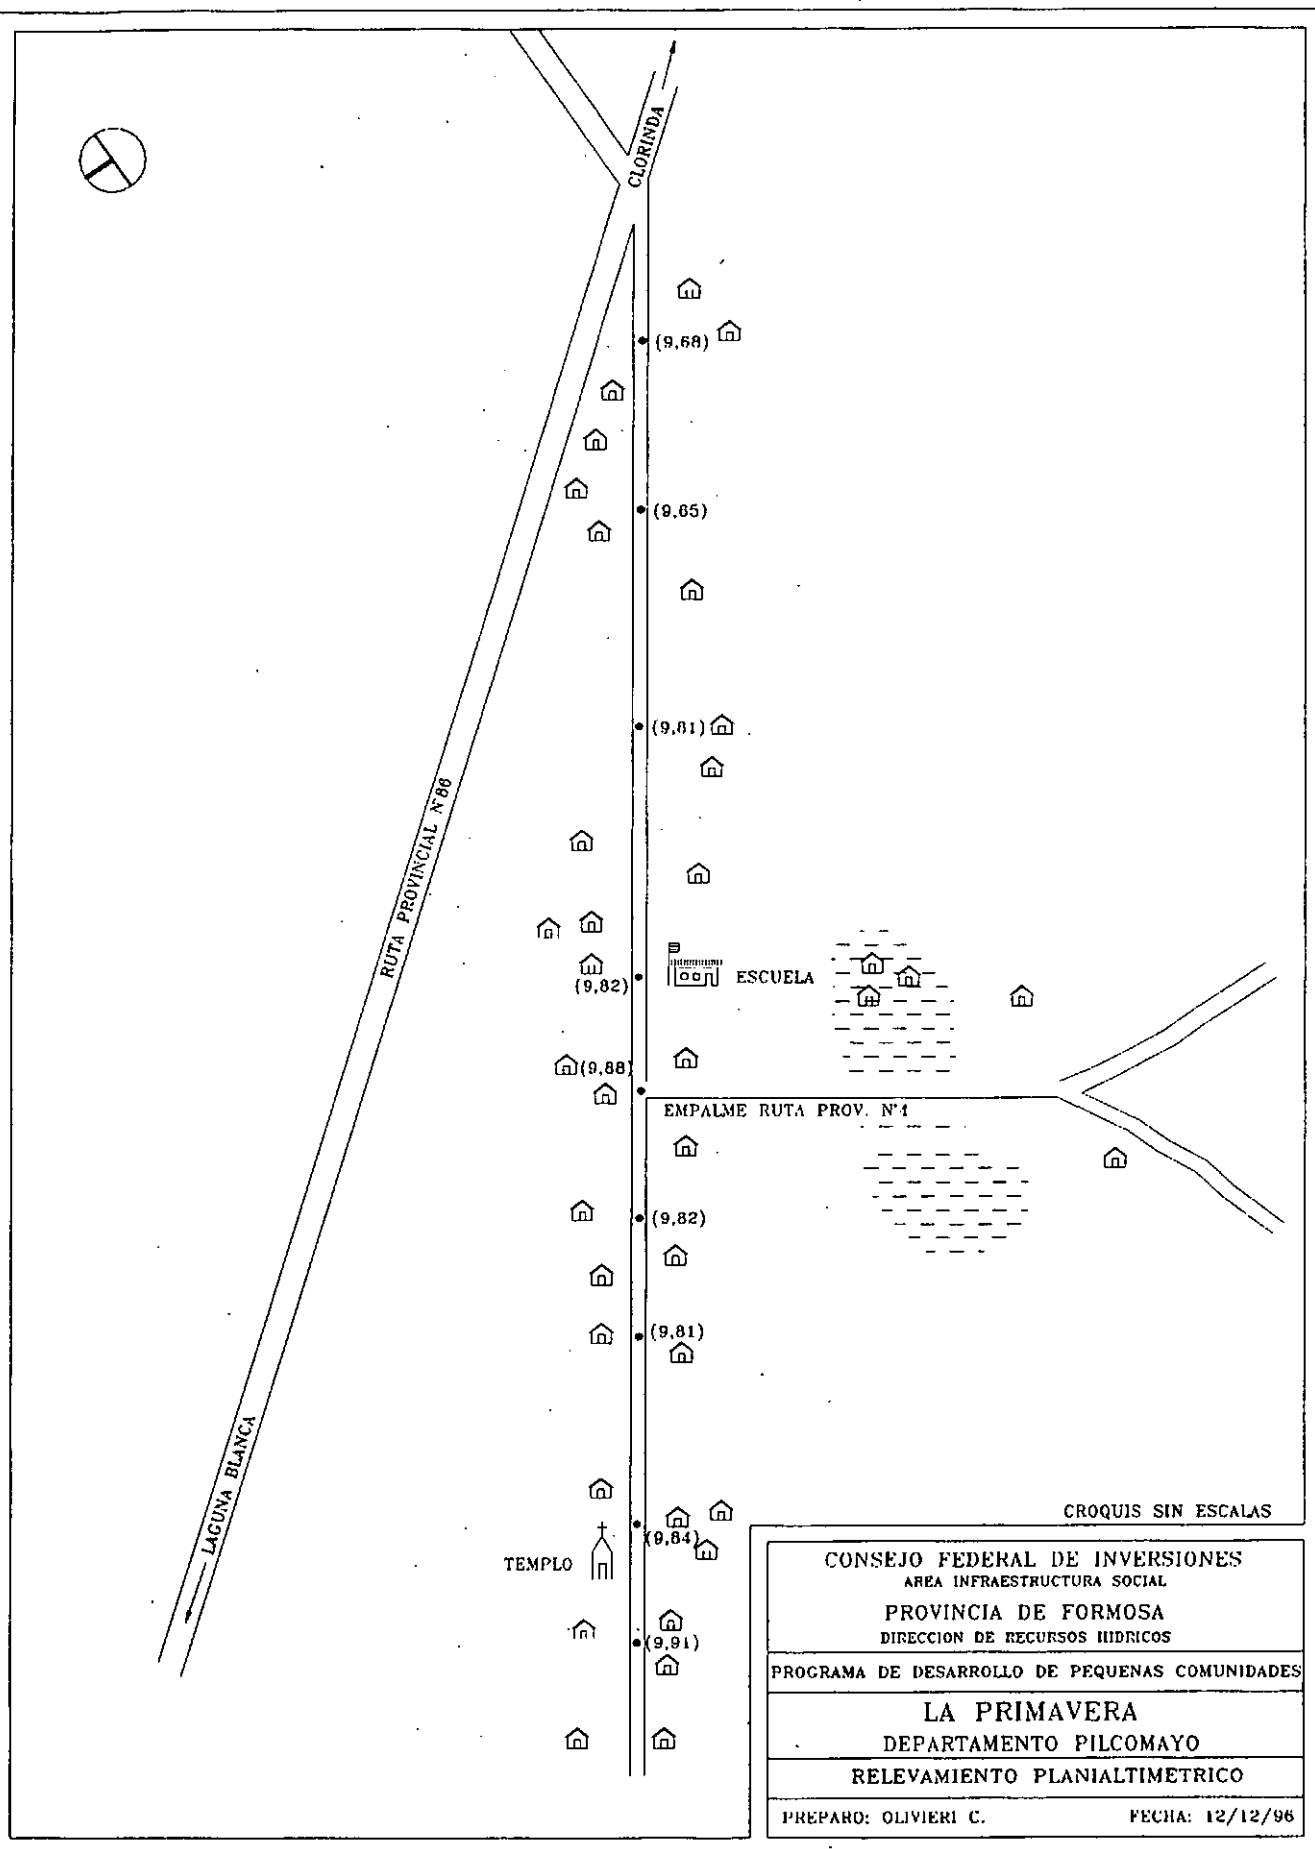 CLORINDA
(9,68)
(9,65)
(9,81)
RUTA PROVINCIAL N°86
ESCUELA
(9,82)
(9,88)
EMPALME RUTA PROV. N°1
(9,82)
(9,81)
LAGUNA BLANCA
CROQUIS SIN ESCALAS
(9,84)
TEMPLO
(9,91)
CONSEJO FEDERAL DE INVERSIONES
AREA INFRAESTRUCTURA SOCIAL
PROVINCIA DE FORMOSA
DIRECCION DE RECURSOS HIDRICOS
PROGRAMA DE DESARROLLO DE PEQUENAS COMUNIDADES
LA PRIMAVERA
DEPARTAMENTO PILCOMAYO
RELEVAMIENTO PLANIALTIMETRICO
PREPARO: OLIVIERI C. FECHA: 12/12/96